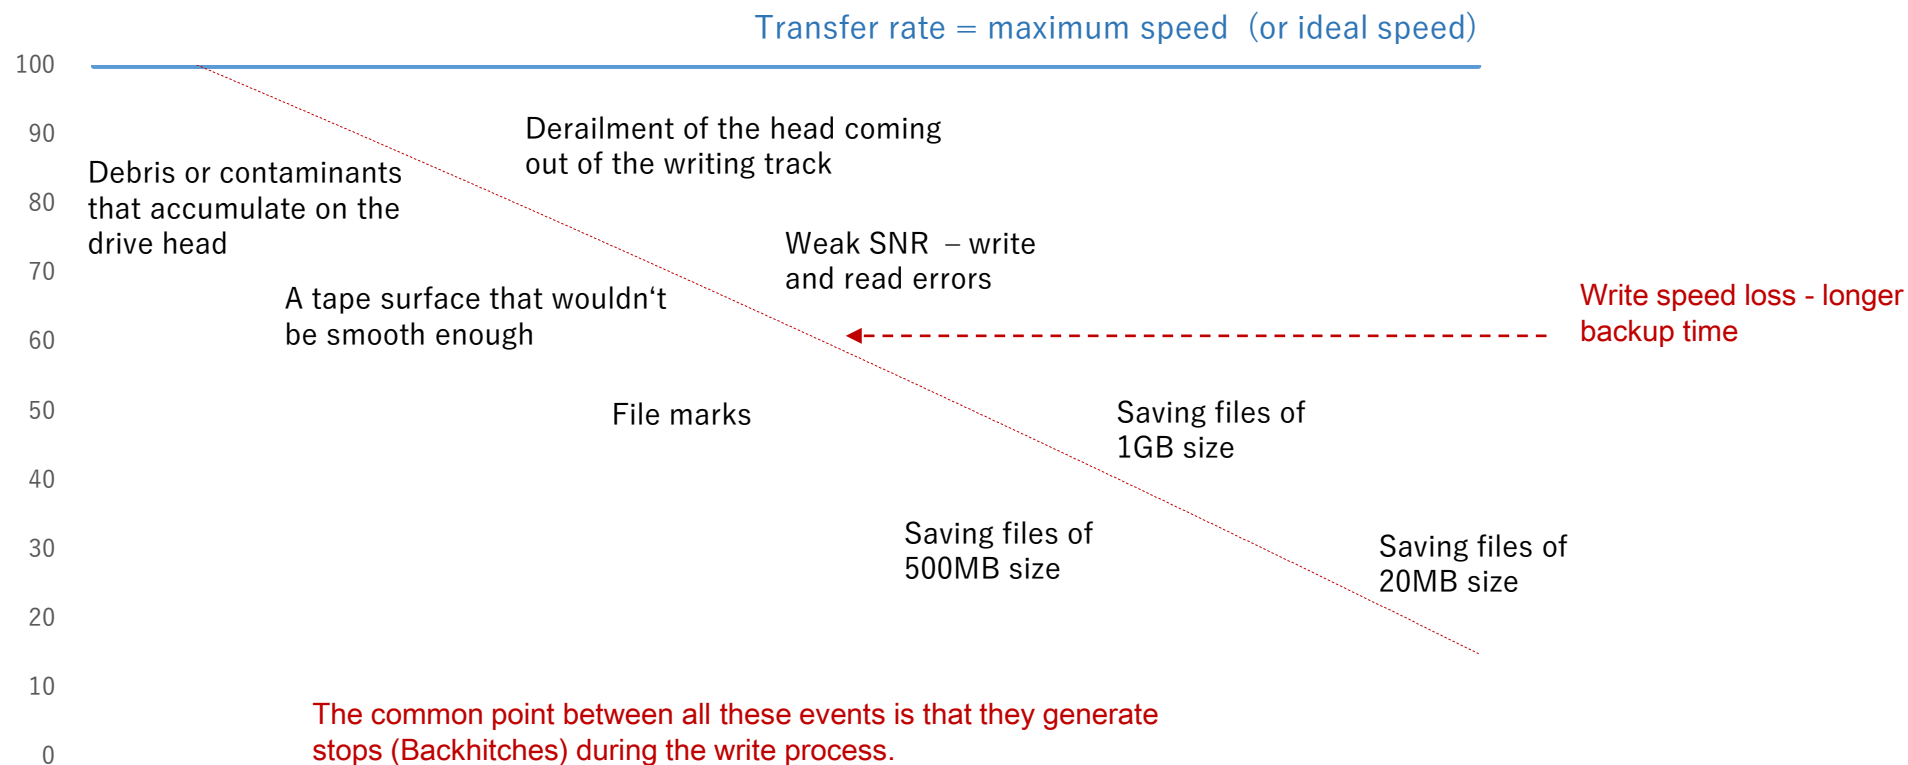 Transfer rate = maximum speed (or ideal speed)
100
90
80
70
60
50
40
30
20
10
0
Derailment of the head coming
out of the writing track
Debris or contaminants
that accumulate on the
drive head
Weak SNR – write
and read errors
A tape surface that wouldn‘t
be smooth enough
Write speed loss - longer
backup time
File marks
Saving files of
1GB size
Saving files of
500MB size
Saving files of
20MB size
The common point between all these events is that they generate
stops (Backhitches) during the write process.